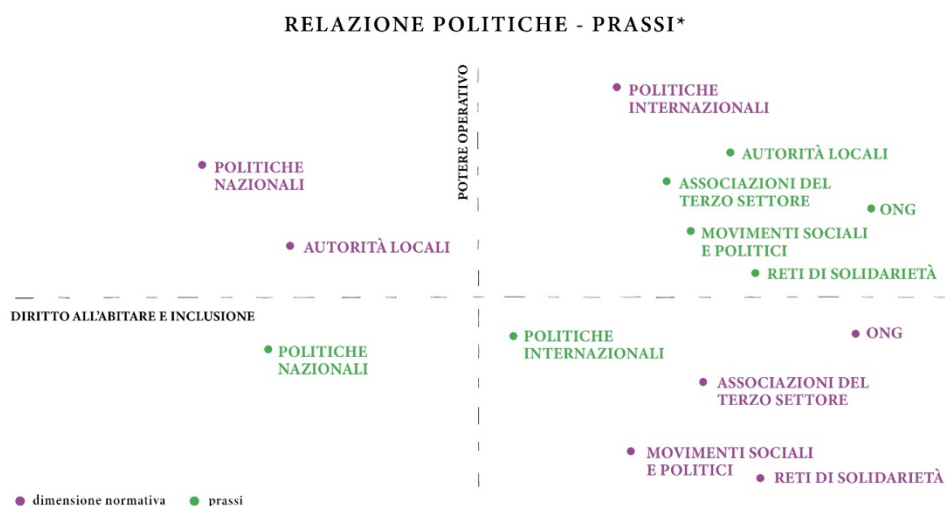 RELAZIONE POLITICHE - PRASSI*
POTERE OPERATIVO
POLITICHE
INTERNAZIONALI
AUTORITÀ LOCALI
POLITICHE
NAZIONALI
ASSOCIAZIONI DEL
TERZO SETTORE
ONG
MOVIMENTI SOCIALI
E POLITICI
AUTORITÀ LOCALI
RETI DI SOLIDARIETÀ
DIRITTO ALL'ABITARE E INCLUSIONE
POLITICHE
NAZIONALI
POLITICHE
INTERNAZIONALI
ONG
ASSOCIAZIONI DEL
TERZO SETTORE
MOVIMENTI SOCIALI
E POLITICI
RETI DI SOLIDARIETÀ
dimensione normativa
prassi